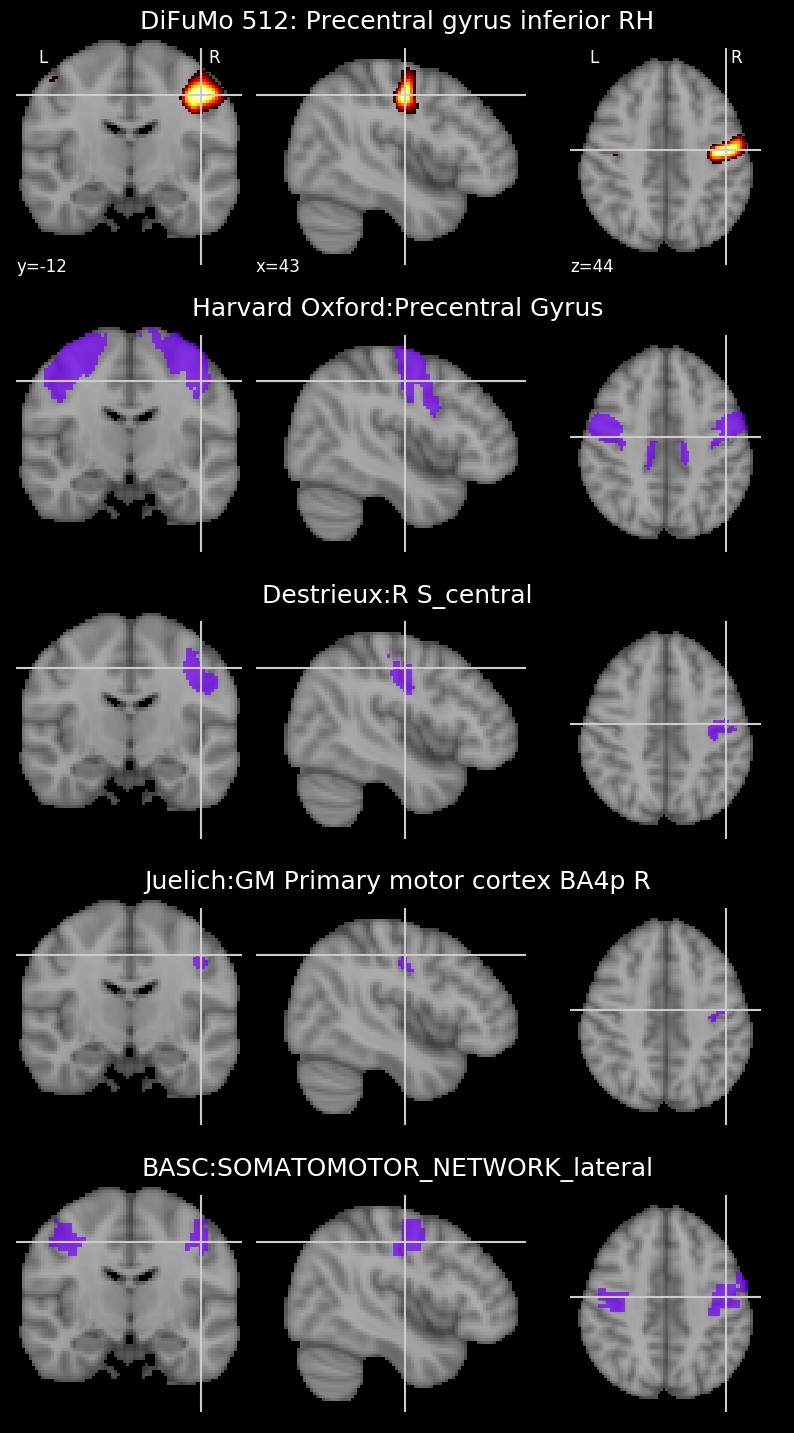 DiFuMo 512: Precentral gyrus inferior RH
L R L R
y=-12 x=43 z=44
Harvard Oxford:Precentral Gyrus
Destrieux:R S_central
Juelich:GM Primary motor cortex BA4p R
BASC:SOMATOMOTOR_NETWORK_lateral